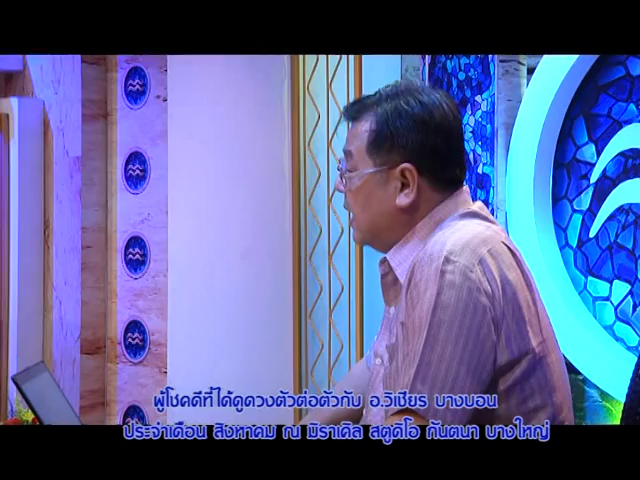 ผู้โชคดีที่ได้ดูดวงตัวต่อตัวกับ อ.วิเชียร บางบอน
ประจำเดือน สิงหาคม ณ มิราเคิล สตูดิโอ กันตนา บางใหญ่